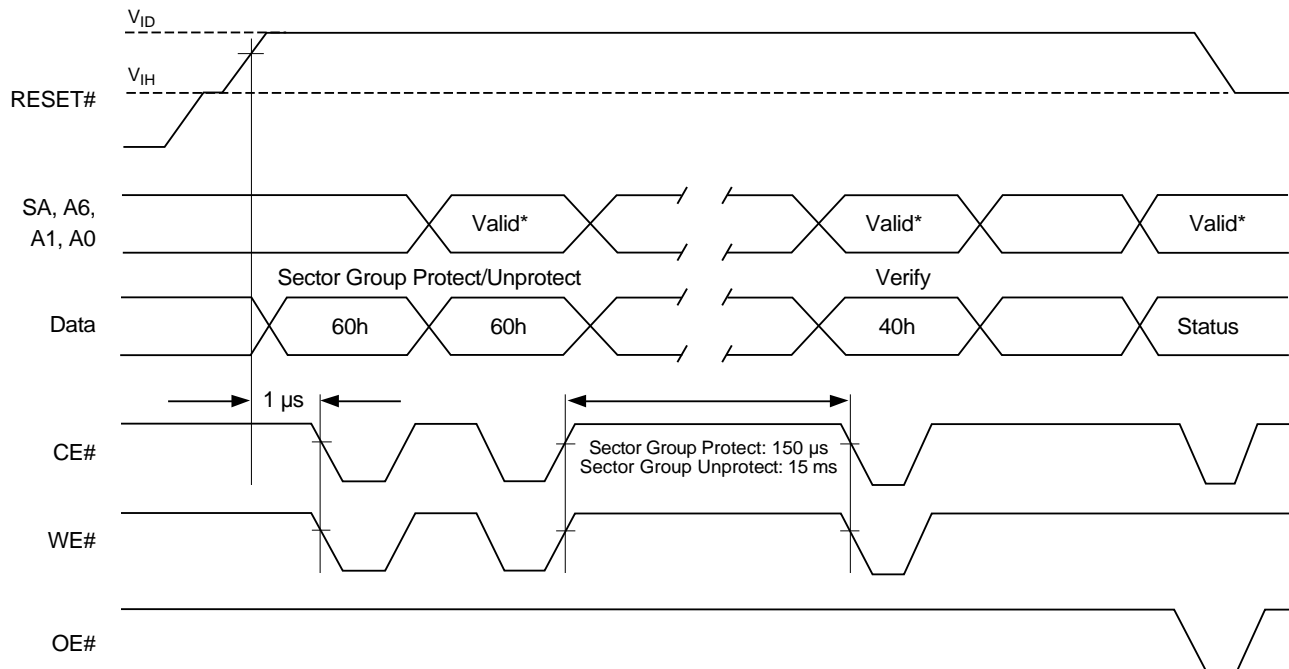 VID
VIH
RESET#
SA, A6,
A1, A0
Valid*
Valid*
Valid*
Sector Group Protect/Unprotect
Verify
Data
60h
60h
40h
Status
1 µs
CE#
Sector Group Protect: 150 µs
Sector Group Unprotect: 15 ms
WE#
OE#